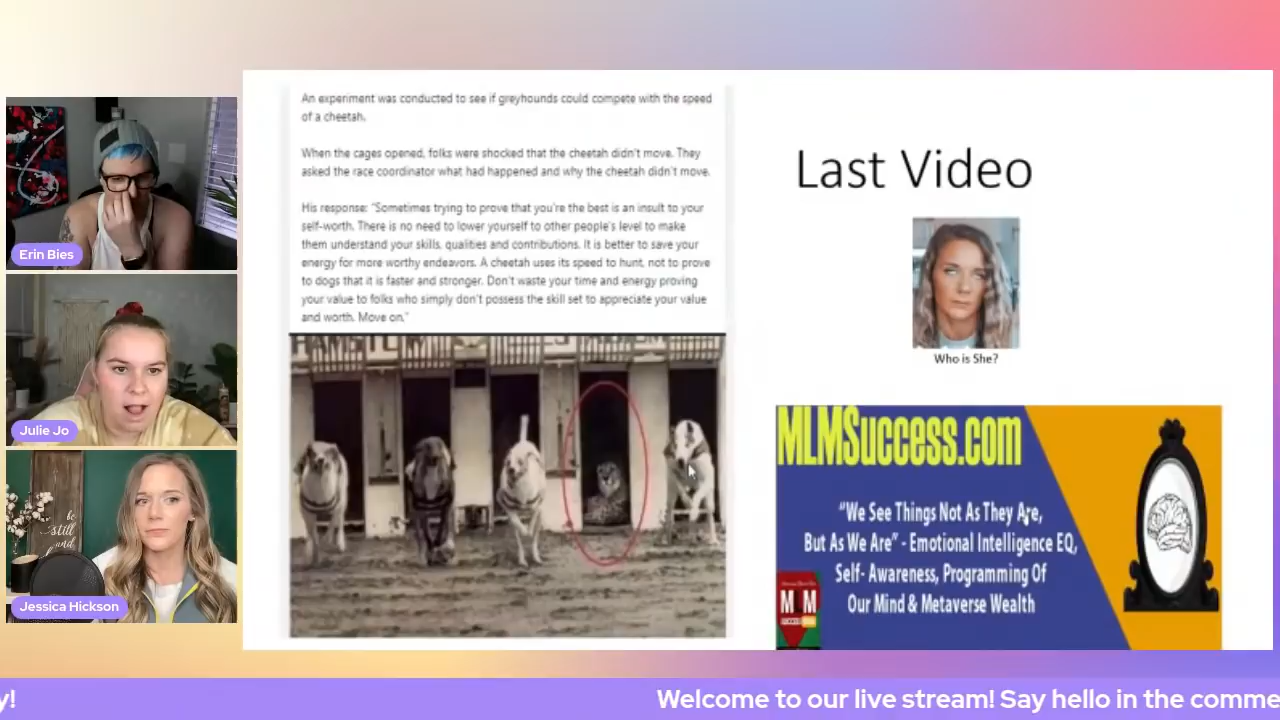 Erin Bies
Julie Jo
Jessica Hickson
be
still
and
An experiment was conducted to see if greyhounds could compete with the speed
of a cheetah.
When the cages opened, folks were shocked that the cheetah didn't move. They
asked the race coordinator what had happened and why the cheetah didn't move.
His response: "Sometimes trying to prove that you're the best is an insult to your
self-worth. There is no need to lower yourself to other people's level to make
them understand your skills, qualities and contributions. It is better to save your
energy for more worthy endeavors. A cheetah uses its speed to hunt, not to prove
to dogs that it is faster and stronger. Don't waste your time and energy proving
your value to folks who simply don't possess the skill set to appreciate your value
and worth. Move on."
Last Video
Who is She?
MLMSuccess.com
"We See Things Not As They Are,
But As We Are" - Emotional Intelligence EQ,
Self- Awareness, Programming Of
Our Mind & Metaverse Wealth
y!
Welcome to our live stream! Say hello in the comme